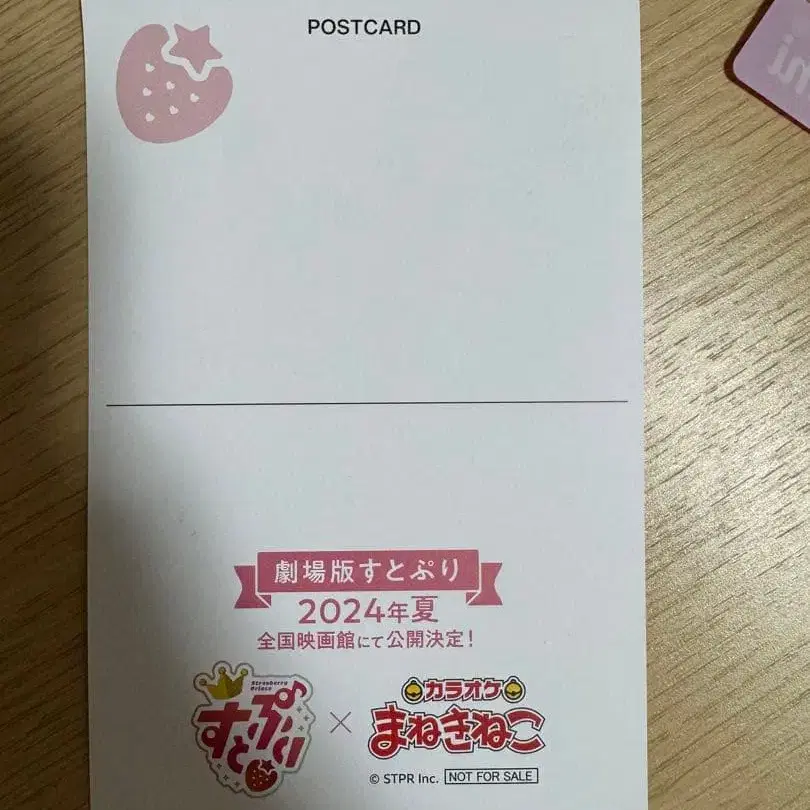 POSTCARD
劇場版すとぷり
2024年夏
全国映画館にて公開決定!
Strawberry Prince
すとぷり
×
カラオケ
まねきねこ
© STPR Inc. NOT FOR SALE